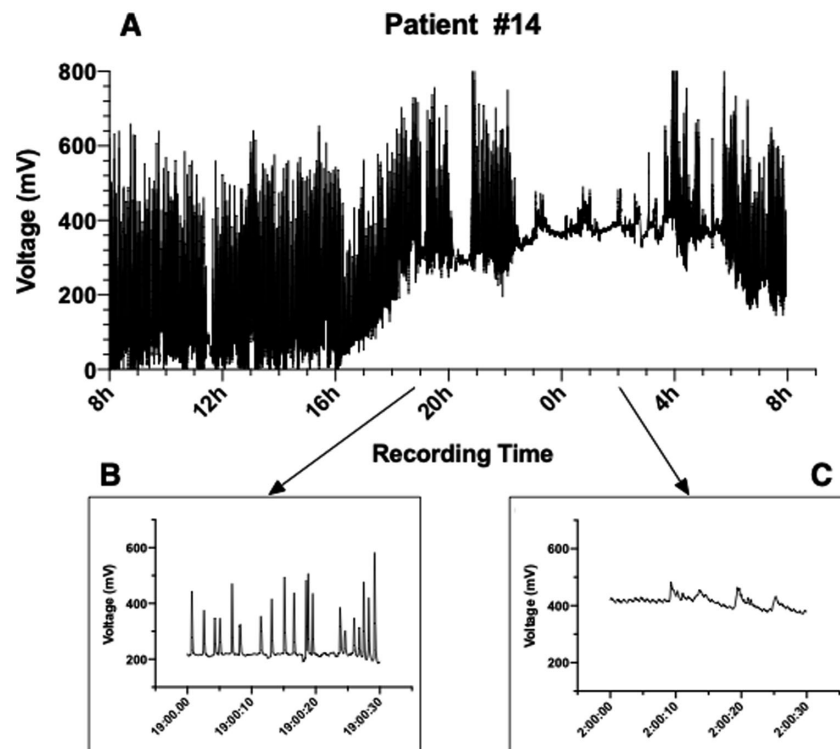 A
Patient #14
Voltage (mV)
800
600
400
200
0
8h
12h
16h
20h
0h
4h
8h
Recording Time
B
Voltage (mV)
600
400
200
19:00.00
19:00:10
19:00:20
19:00:30
C
Voltage (mV)
600
400
200
2:00:00
2:00:10
2:00:20
2:00:30